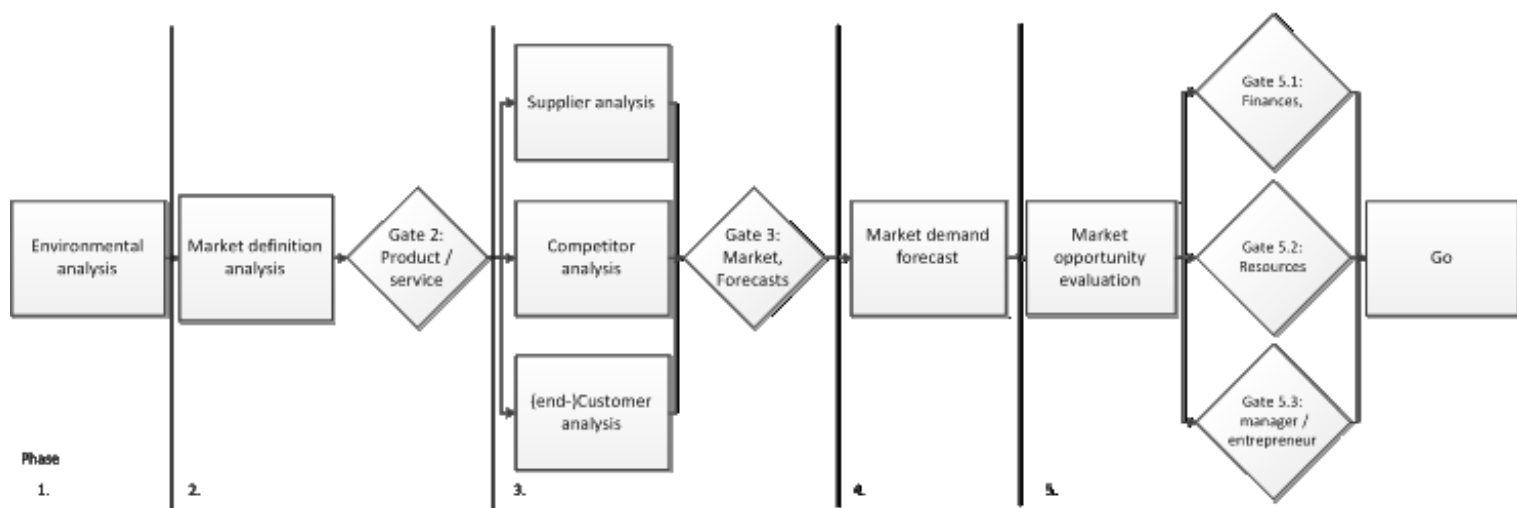 Environmental
analysis
Market definition
analysis
Gate 2:
Product /
service
Supplier analysis
Competitor
analysis
(end-)Customer
analysis
Gate 3:
Market,
Forecasts
Market demand
forecast
Market
opportunity
evaluation
Gate 5.1:
Finances,
Gate 5.2:
Resources
Gate 5.3:
manager /
entrepreneur
Go
Phase
1.
2.
3.
4.
5.